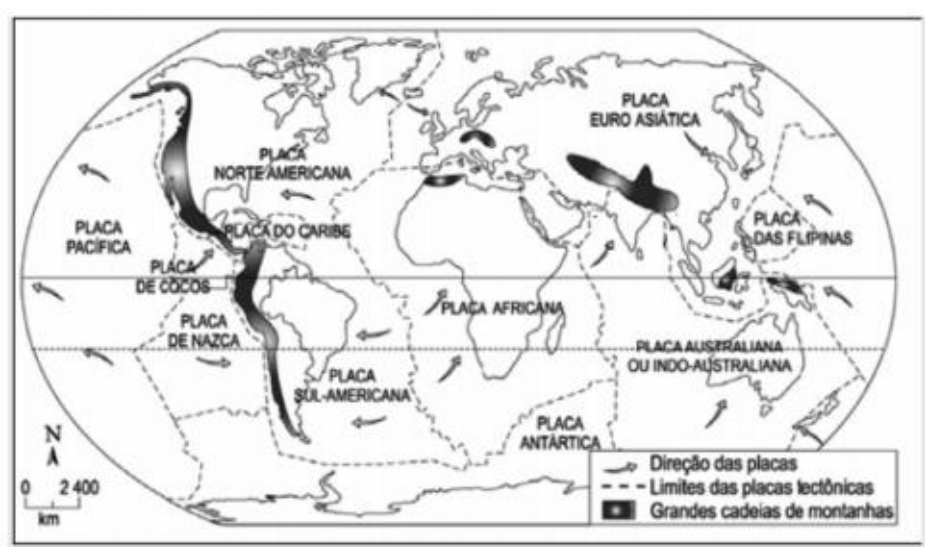 PLACA
EURO ASIÁTICA
PLACA
NORTE AMERICANA
PLACA
PACÍFICA
PLACA DO CARIBE
PLACA
DAS FLIPINAS
PLACA
DE COCOS
PLACA AFRICANA
PLACA
DE NAZCA
PLACA AUSTRALIANA
OU INDO-AUSTRALIANA
PLACA
SUL-AMERICANA
PLACA
ANTÁRTICA
N
0 2 400
km
Direção das placas
Limites das placas tectônicas
Grandes cadeias de montanhas